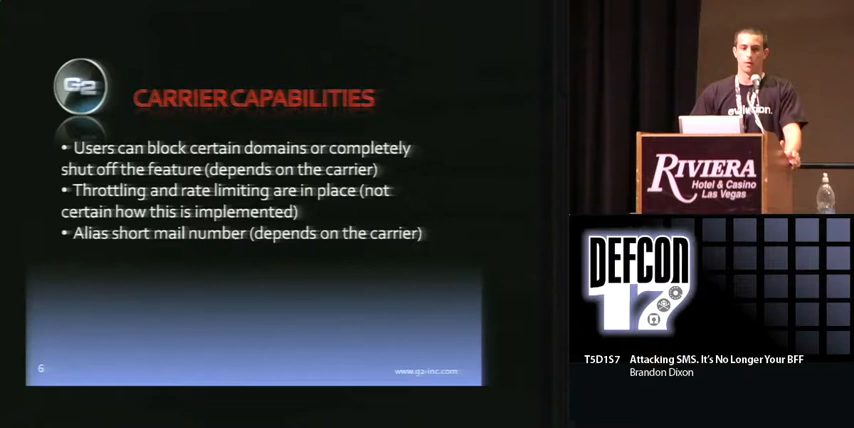 G2
CARRIER CAPABILITIES
• Users can block certain domains or completely
shut off the feature (depends on the carrier)
• Throttling and rate limiting are in place (not
certain how this is implemented)
• Alias short mail number (depends on the carrier)
6
www.g2-inc.com
RIVIERA
Hotel & Casino
Las Vegas
DEFCON
17
T5D1S7 Attacking SMS. It's No Longer Your BFF
Brandon Dixon